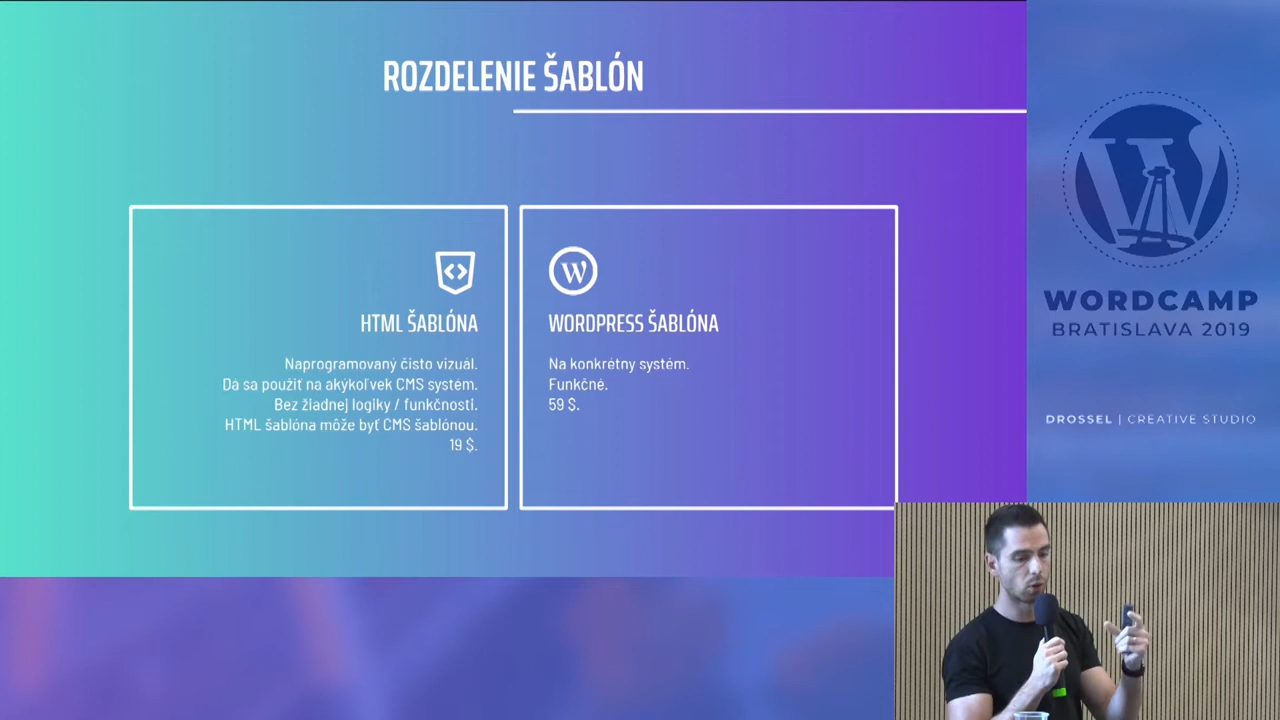 ROZDELENIE ŠABLÓN
HTML ŠABLÓNA
Naprogramovaný čisto vizuál.
Dá sa použiť na akýkoľvek CMS systém.
Bez žiadnej logiky / funkčnosti.
HTML šablóna môže byť CMS šablónou.
19 $.
WORDPRESS ŠABLÓNA
Na konkrétny systém.
Funkčné.
59 $.
WORDCAMP
BRATISLAVA 2019
DROSSEL | CREATIVE STUDIO